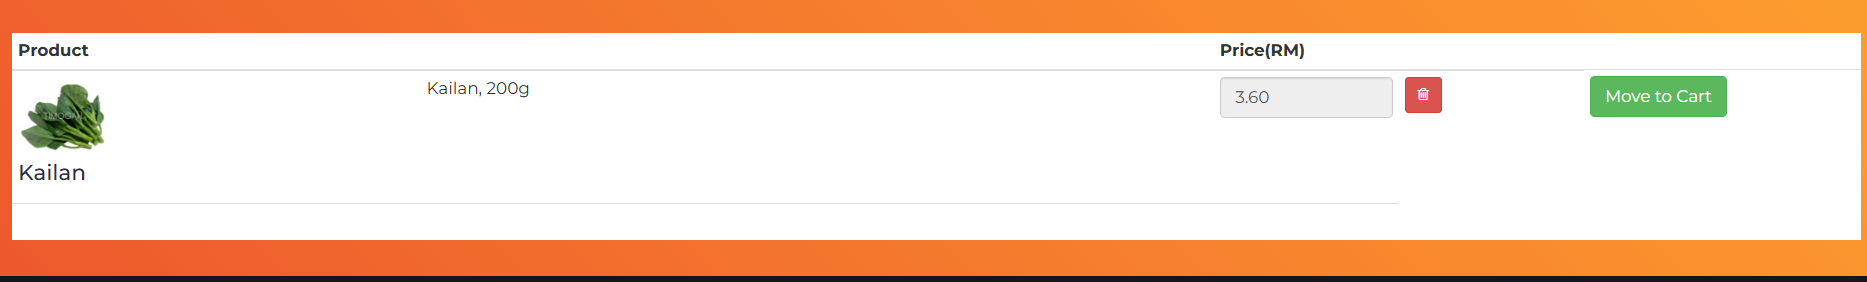 Product Price(RM)
Kailan, 200g 3.60 Move to Cart
Kailan